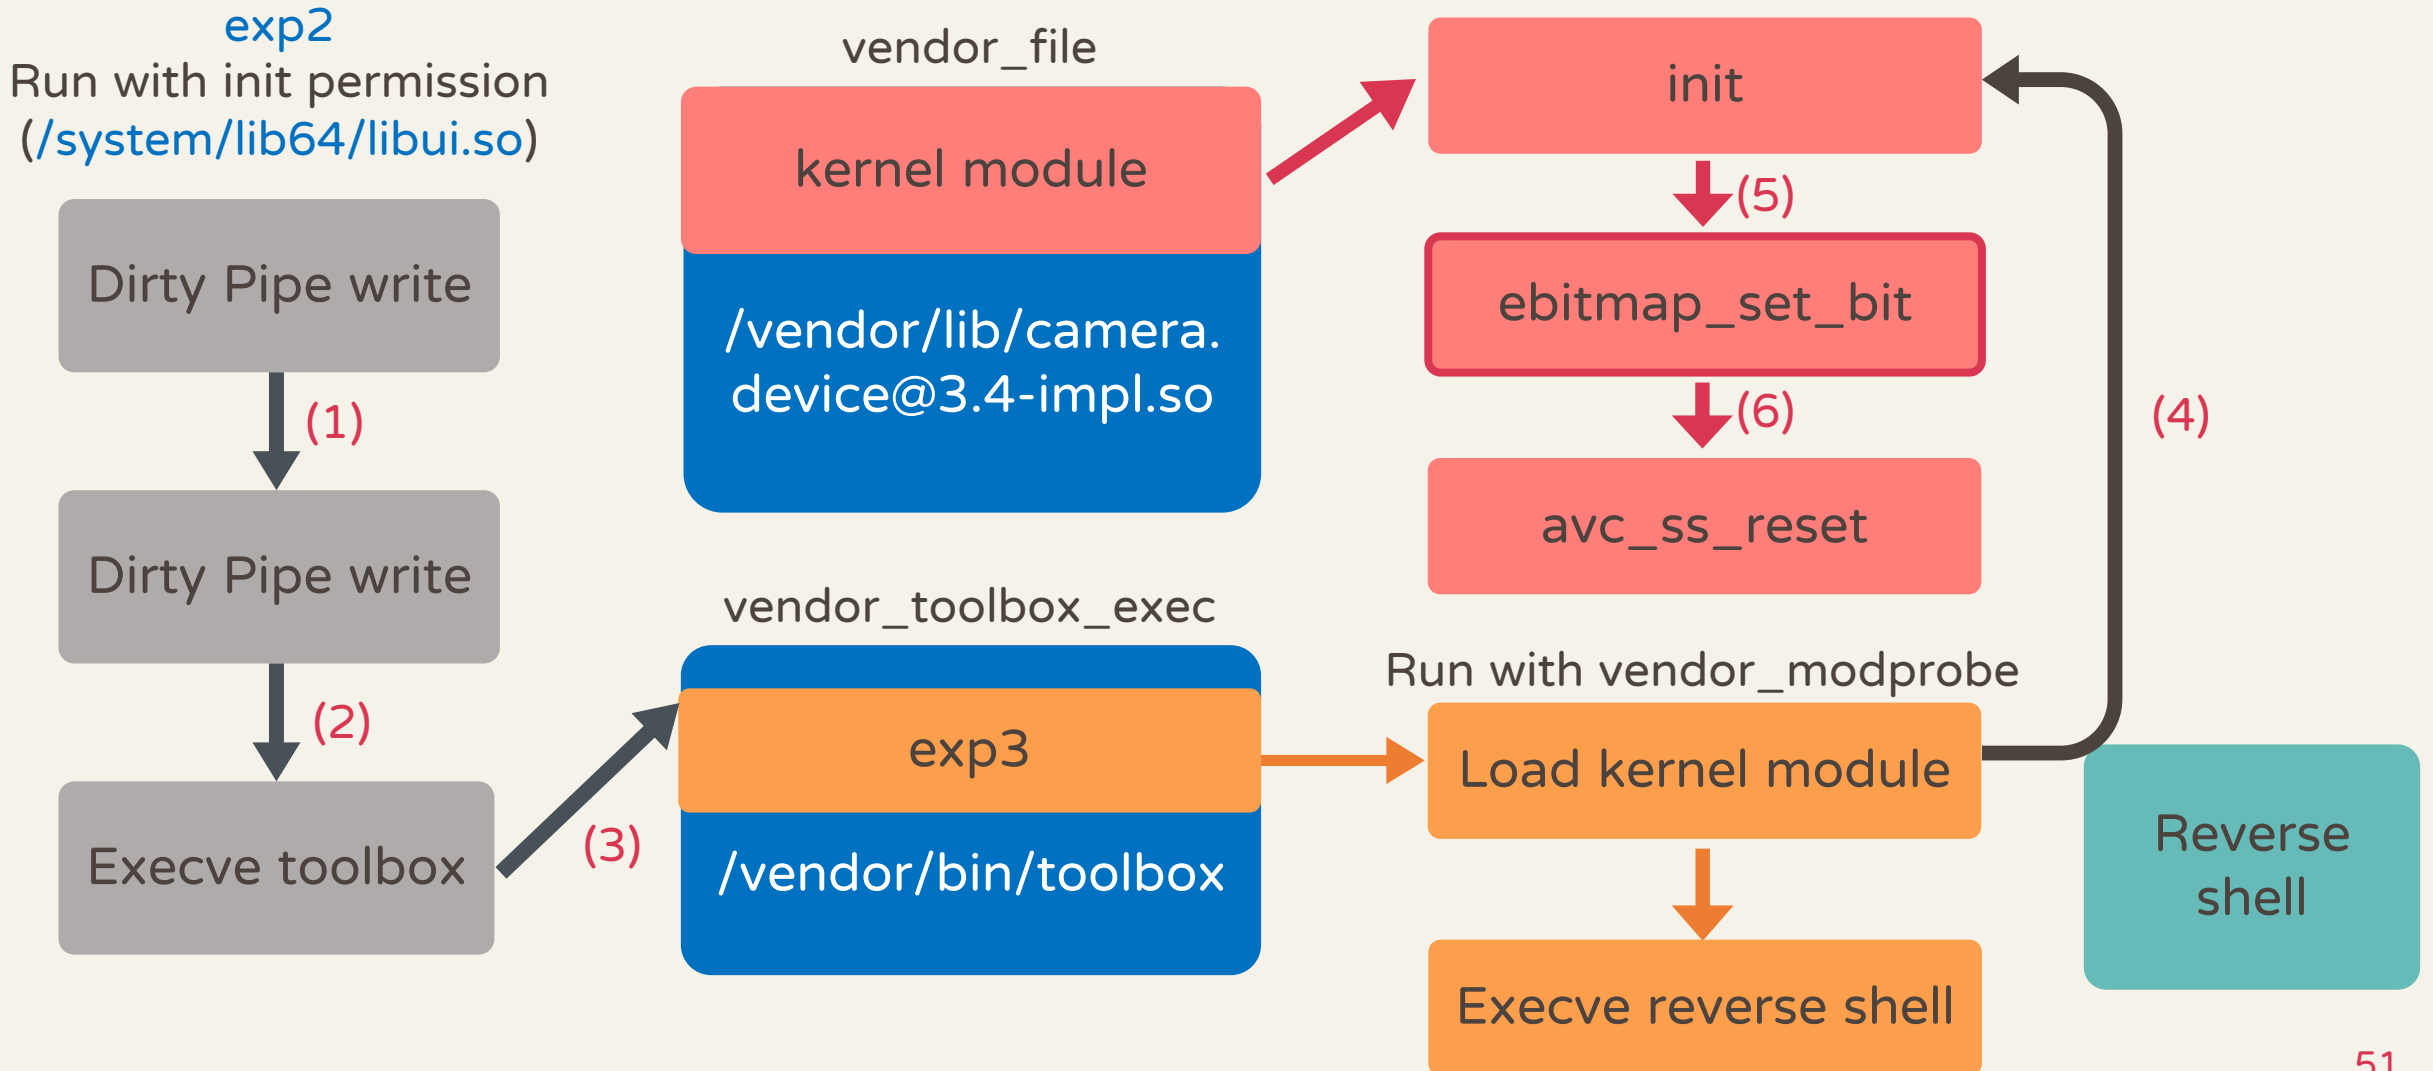 exp2
Run with init permission
(/system/lib64/libui.so)
Dirty Pipe write
(1)
Dirty Pipe write
(2)
Execve toolbox
(3)
vendor_file
kernel module
/vendor/lib/camera.
device@3.4-impl.so
vendor_toolbox_exec
exp3
/vendor/bin/toolbox
init
(5)
ebitmap_set_bit
(6)
avc_ss_reset
Run with vendor_modprobe
Load kernel module
Execve reverse shell
(4)
Reverse
shell
51